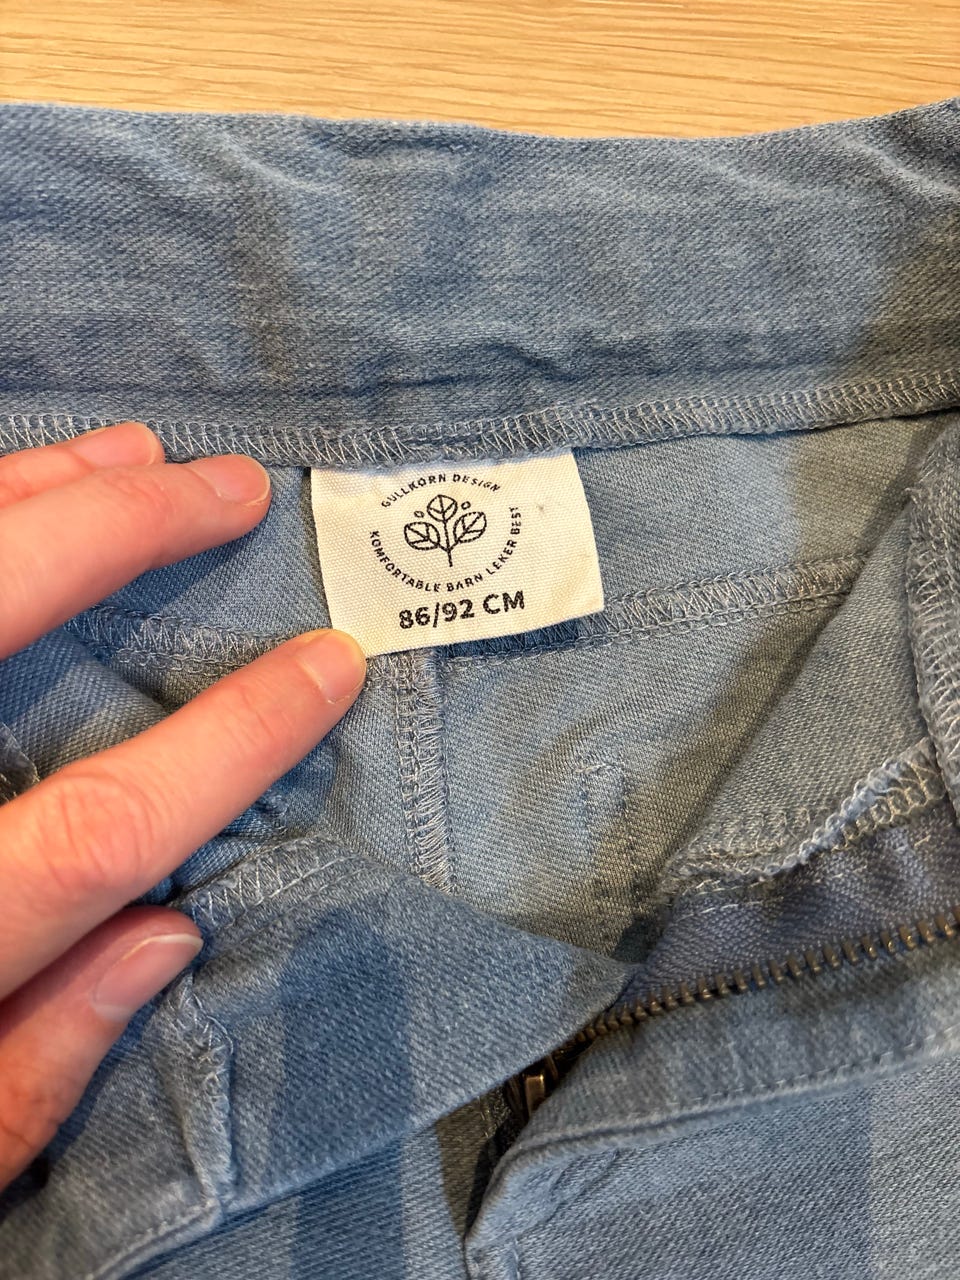 GULLKORN DESIGN
KOMFORTABLE BARN LEKER BEST
86/92 CM